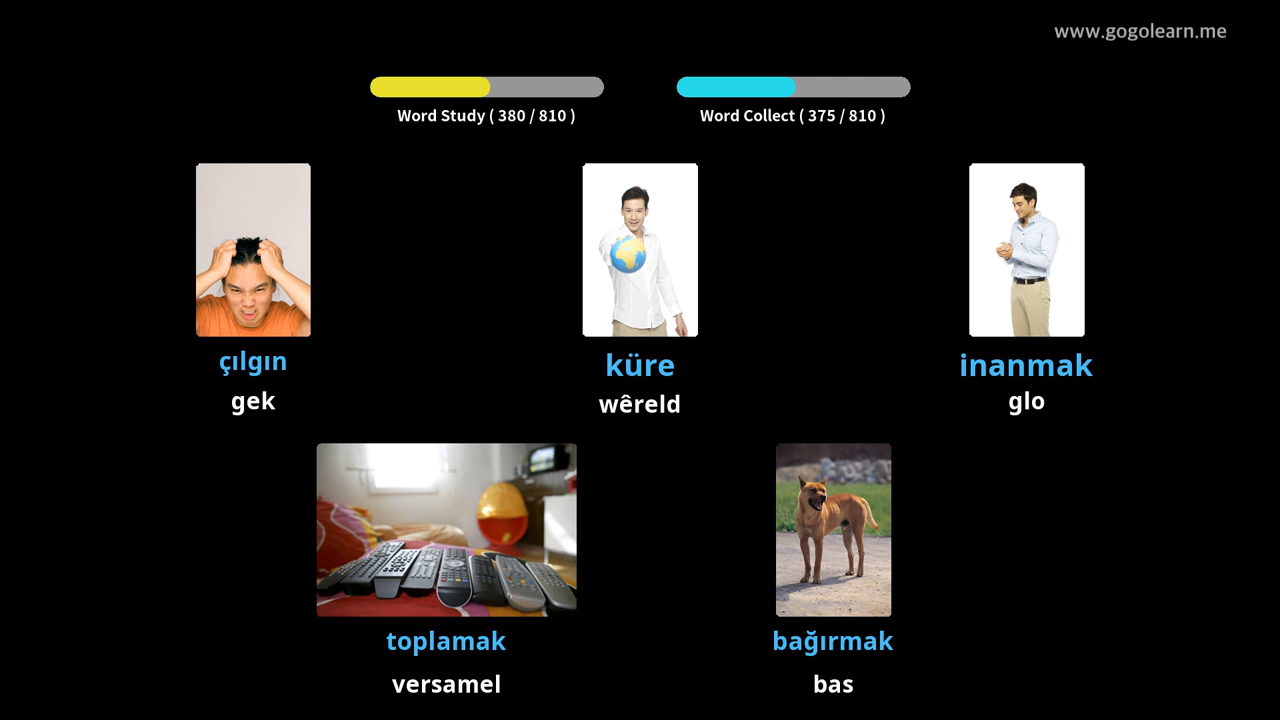 www.gogolearn.me
Word Study ( 380 / 810 )
Word Collect ( 375 / 810 )
çılgın
küre
inanmak
gek
wêreld
glo
toplamak
bağırmak
versamel
bas